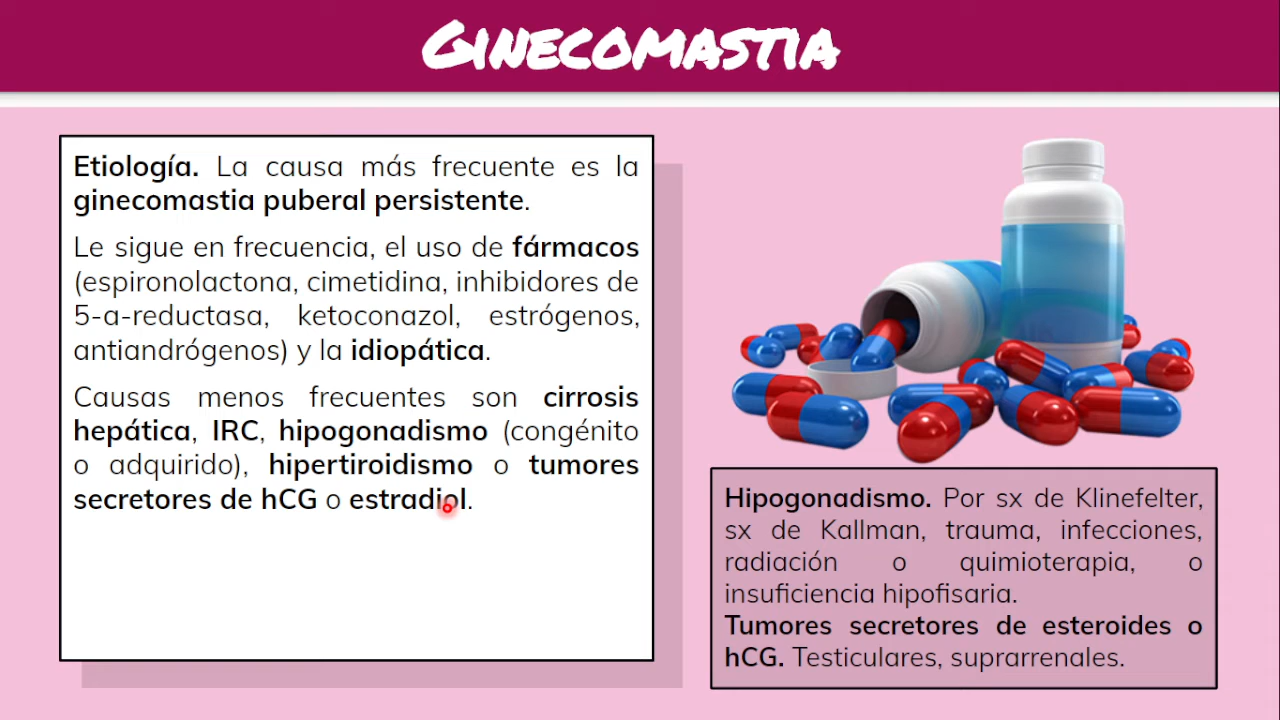 GINECOMASTIA
Etiología. La causa más frecuente es la
ginecomastia puberal persistente.
Le sigue en frecuencia, el uso de fármacos
(espironolactona, cimetidina, inhibidores de
5-a-reductasa, ketoconazol, estrógenos,
antiandrógenos) y la idiopática.
Causas menos frecuentes son cirrosis
hepática, IRC, hipogonadismo (congénito
o adquirido), hipertiroidismo o tumores
secretores de hCG o estradiol.
Hipogonadismo. Por sx de Klinefelter,
sx de Kallman, trauma, infecciones,
radiación o quimioterapia, o
insuficiencia hipofisaria.
Tumores secretores de esteroides o
hCG. Testiculares, suprarrenales.